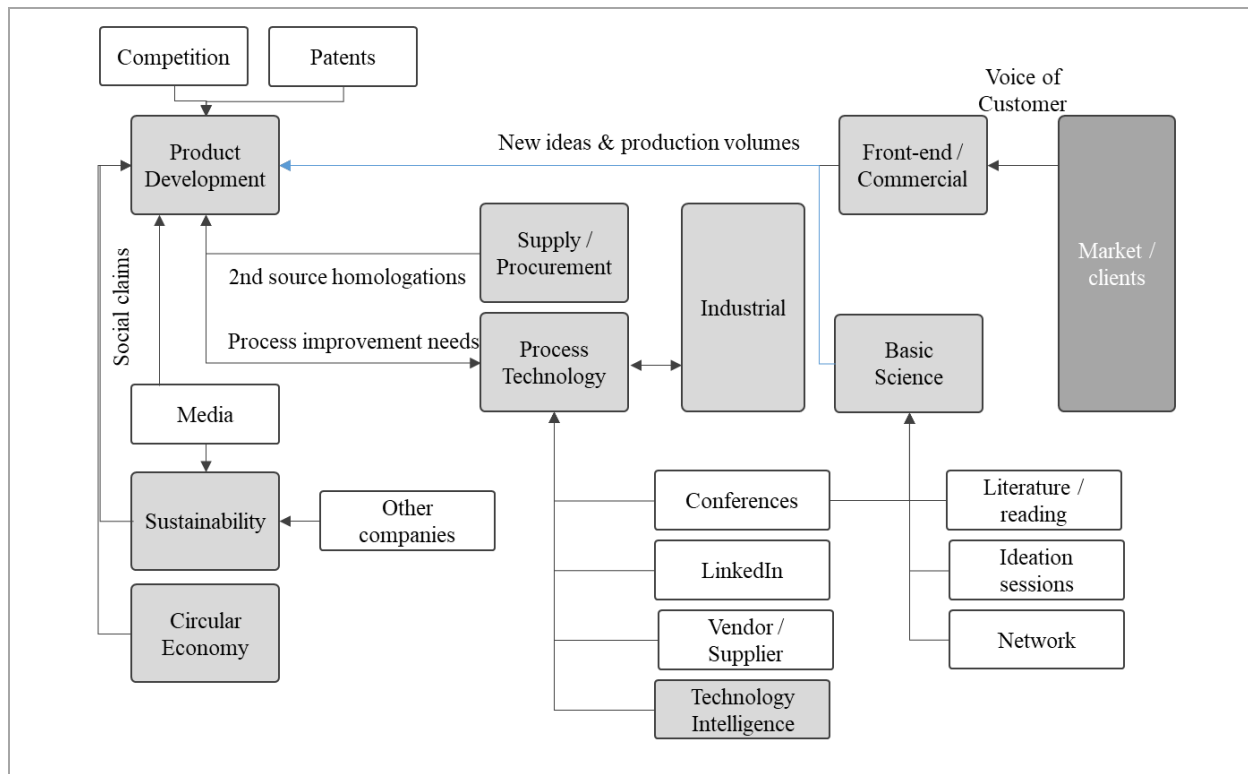 Competition
Patents
Voice of
Customer
Product
Development
New ideas & production volumes
Front-end /
Commercial
Market /
clients
Supply /
Procurement
2nd source homologations
Industrial
Social claims
Process improvement needs
Process
Technology
Basic
Science
Media
Sustainability
Other
companies
Conferences
Literature /
reading
LinkedIn
Ideation
sessions
Circular
Economy
Vendor /
Supplier
Network
Technology
Intelligence